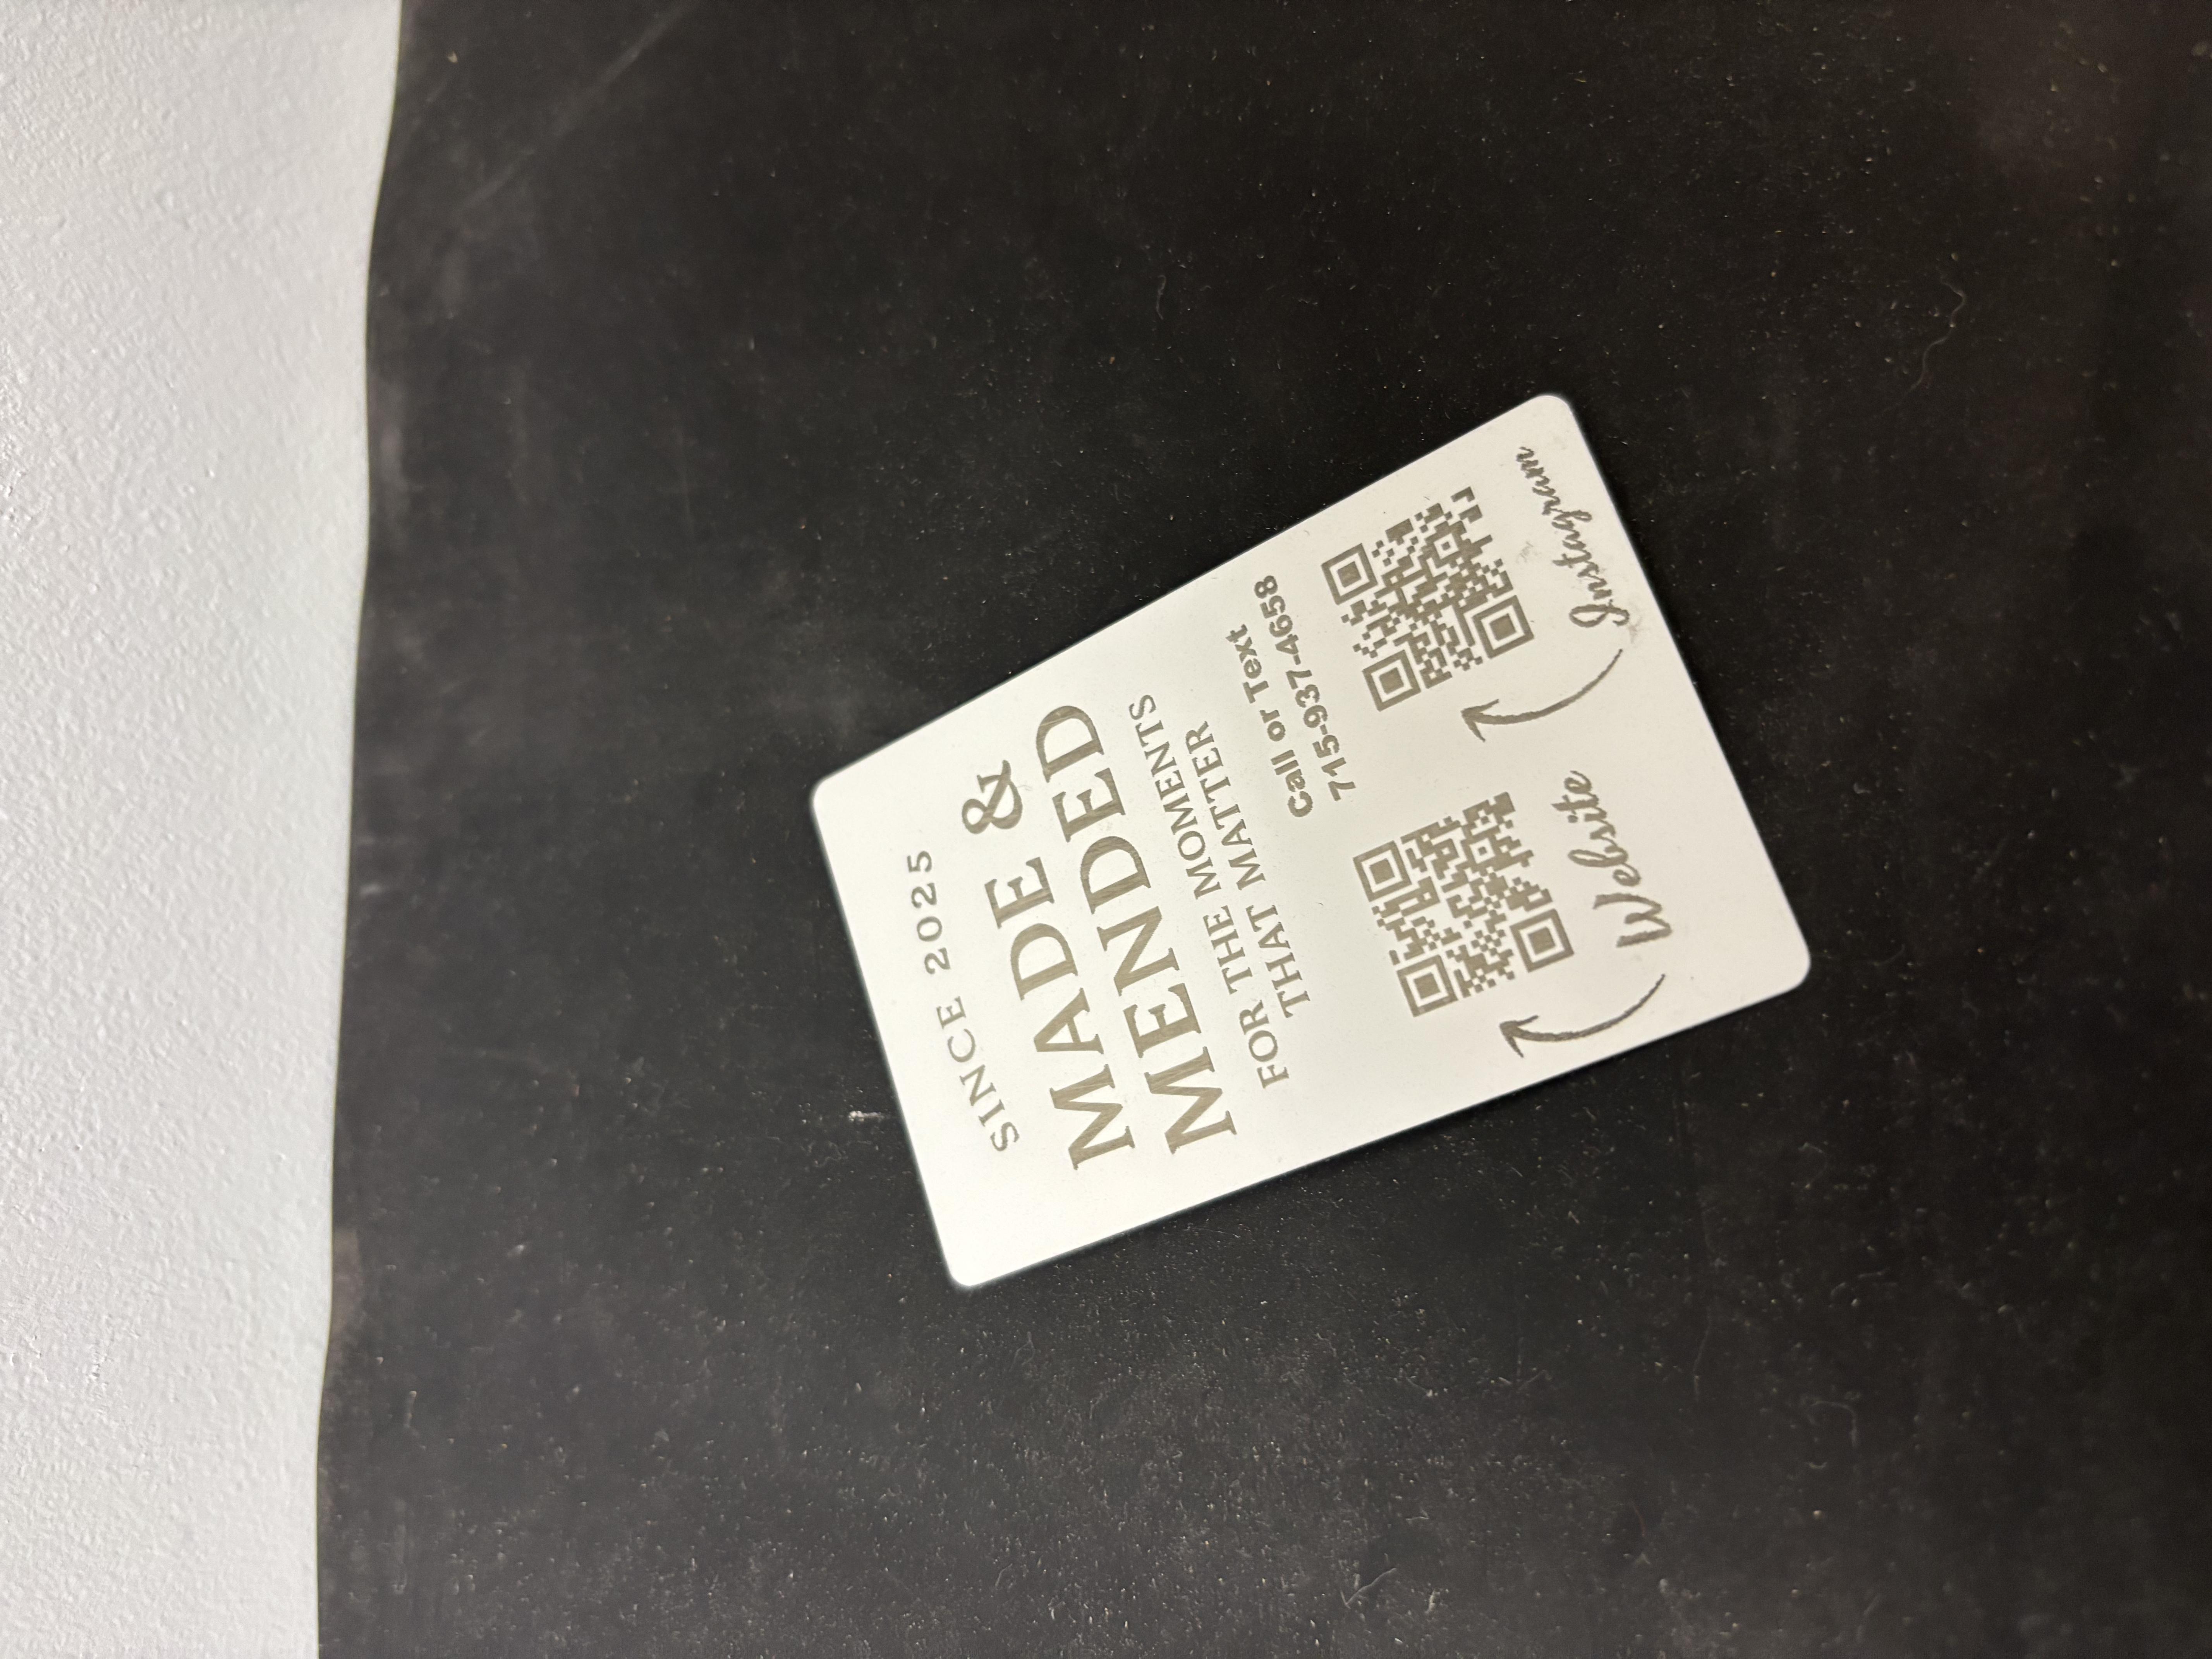 SINCE 2025
MADE &
MENDED
FOR THE MOMENTS
THAT MATTER
Call or Text
715-937-4658
Website
Instagram